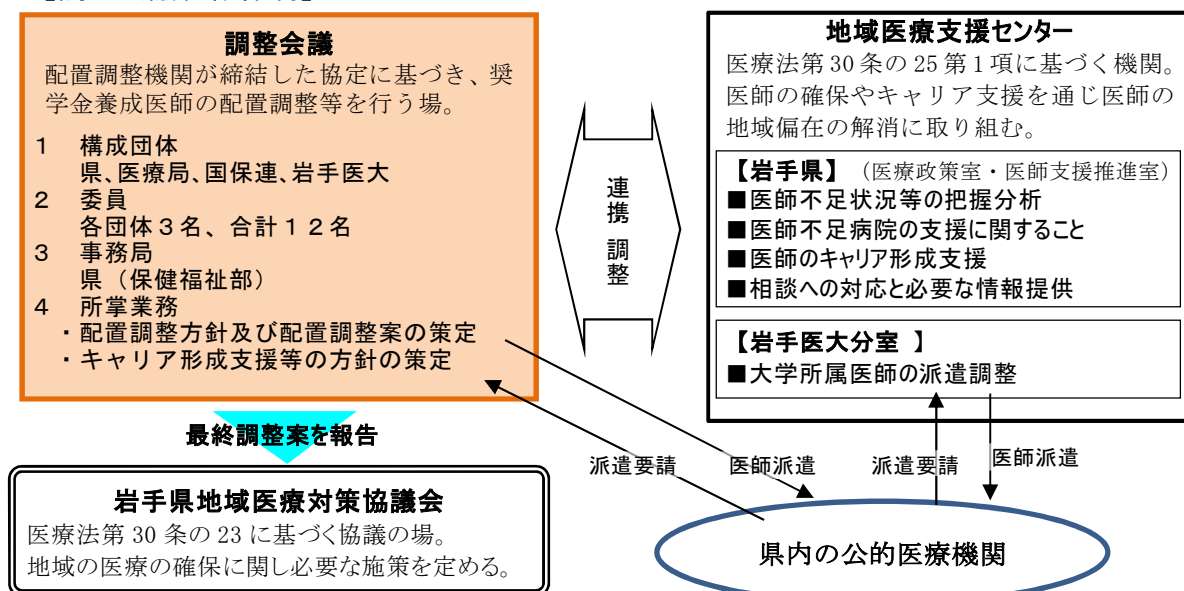 調整会議
配置調整機関が締結した協定に基づき、奨
学金養成医師の配置調整等を行う場。
1 構成団体
県、医療局、国保連、岩手医大
2 委員
各団体3名、合計12名
3 事務局
県（保健福祉部）
4 所掌業務
・配置調整方針及び配置調整案の策定
・キャリア形成支援等の方針の策定
連携調整
地域医療支援センター
医療法第30条の25第1項に基づく機関。
医師の確保やキャリア支援を通じ医師の
地域偏在の解消に取り組む。
【岩手県】（医療政策室・医師支援推進室）
■医師不足状況等の把握分析
■医師不足病院の支援に関すること
■医師のキャリア形成支援
■相談への対応と必要な情報提供
【岩手医大分室 】
■大学所属医師の派遣調整
最終調整案を報告
派遣要請
医師派遣
派遣要請
医師派遣
岩手県地域医療対策協議会
医療法第30条の23に基づく協議の場。
地域の医療の確保に関し必要な施策を定める。
県内の公的医療機関